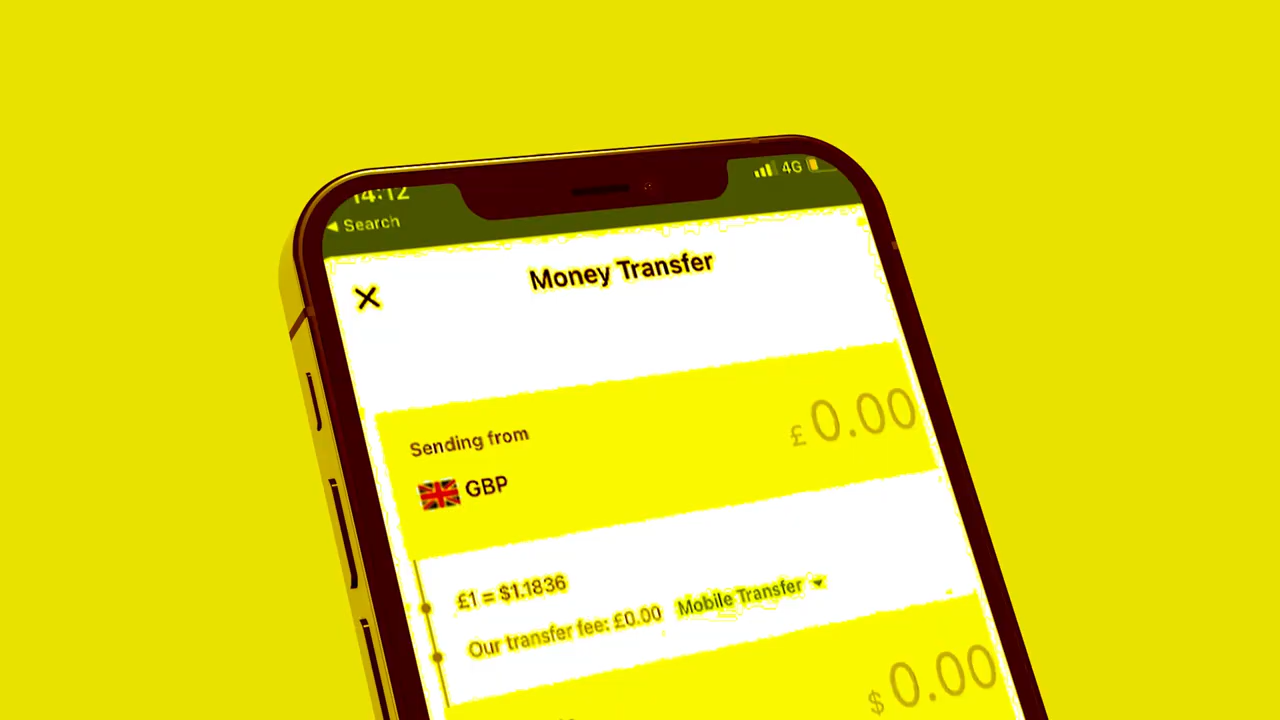 14:12
4G
◀ Search
Money Transfer
£ 0.00
Sending from
GBP
£1 = $1.1836
Our transfer fee: £0.00 Mobile Transfer
$ 0.00